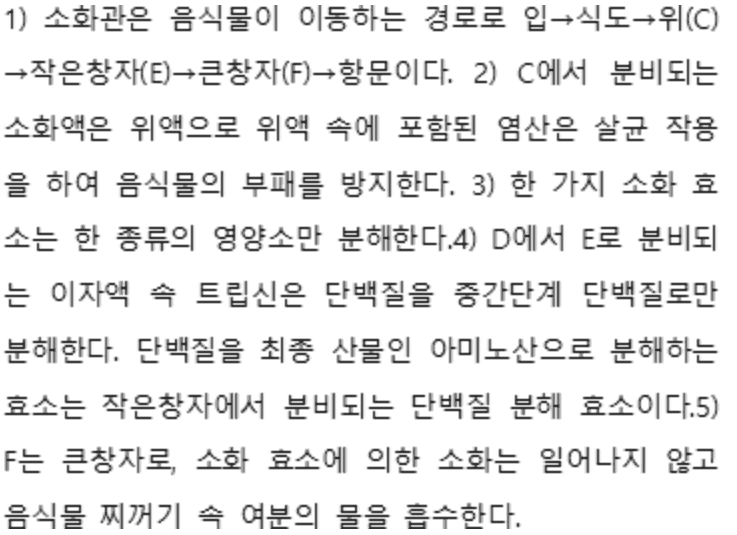 1) 소화관은 음식물이 이동하는 경로로 입→식도→위(C)
→작은창자(E)→큰창자(F)→항문이다. 2) C에서 분비되는
소화액은 위액으로 위액 속에 포함된 염산은 살균 작용
을 하여 음식물의 부패를 방지한다. 3) 한 가지 소화 효
소는 한 종류의 영양소만 분해한다.4) D에서 E로 분비되
는 이자액 속 트립신은 단백질을 중간단계 단백질로만
분해한다. 단백질을 최종 산물인 아미노산으로 분해하는
효소는 작은창자에서 분비되는 단백질 분해 효소이다.5)
F는 큰창자로, 소화 효소에 의한 소화는 일어나지 않고
음식물 찌꺼기 속 여분의 물을 흡수한다.